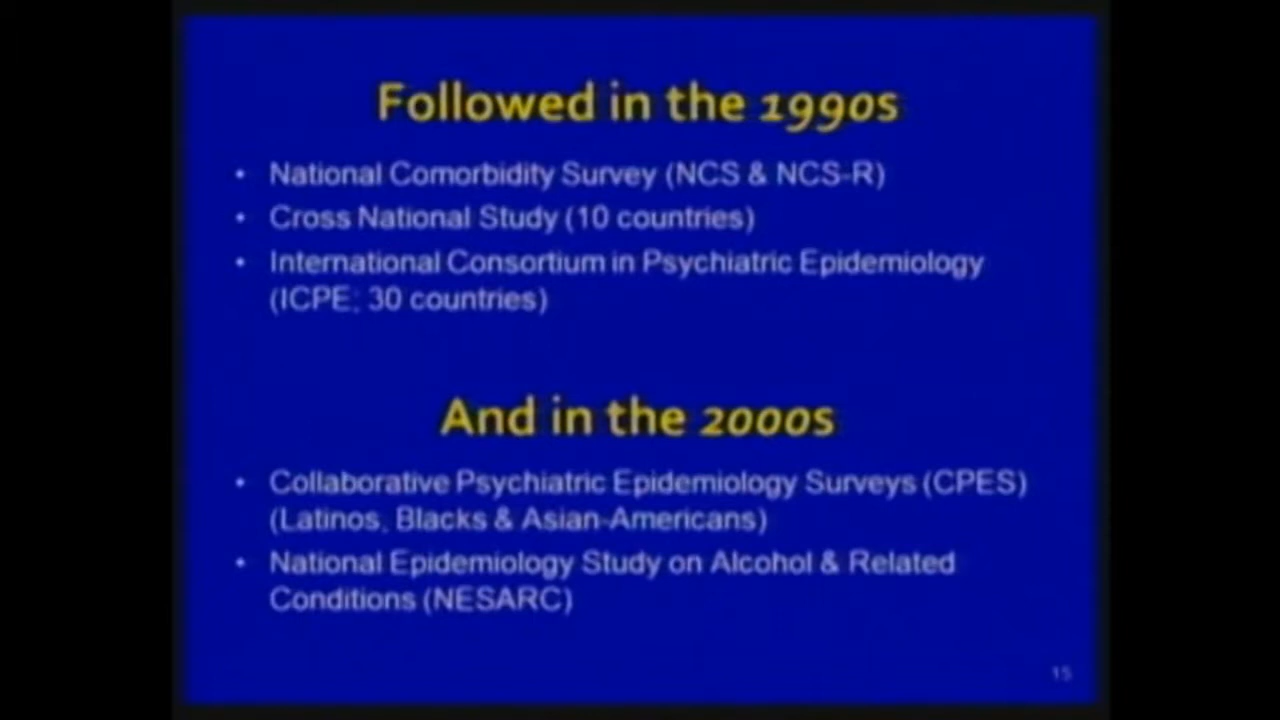 Followed in the 1990s
• National Comorbidity Survey (NCS & NCS-R)
• Cross National Study (10 countries)
• International Consortium in Psychiatric Epidemiology
(ICPE; 30 countries)
And in the 2000s
• Collaborative Psychiatric Epidemiology Surveys (CPES)
(Latinos, Blacks & Asian-Americans)
• National Epidemiology Study on Alcohol & Related
Conditions (NESARC)
15